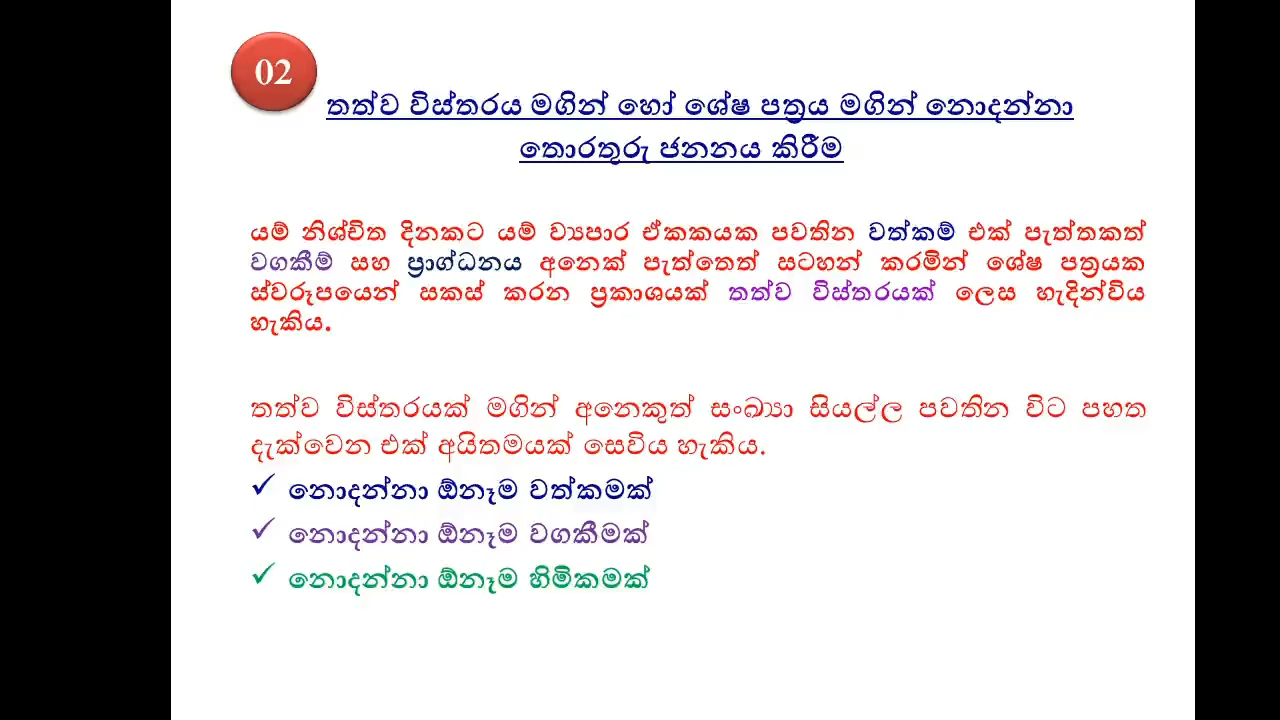 02
තත්ව විස්තරය මගින් හෝ ශේෂ පත්‍රය මගින් නොදන්නා
තොරතුරු ජනනය කිරීම
යම් නිශ්චිත දිනකට යම් ව්‍යපාර ඒකකයක පවතින වත්කම් එක් පැත්තකත්
වගකීම් සහ ප්‍රාග්ධනය අනෙක් පැත්තෙත් සටහන් කරමින් ශේෂ පත්‍රයක
ස්වරූපයෙන් සකස් කරන ප්‍රකාශයක් තත්ව විස්තරයක් ලෙස හැදින්විය
හැකිය.
තත්ව විස්තරයක් මගින් අනෙකුත් සංඛ්‍යා සියල්ල පවතින විට පහත
දැක්වෙන එක් අයිතමයක් සෙවිය හැකිය.
✓ නොදන්නා ඕනෑම වත්කමක්
✓ නොදන්නා ඕනෑම වගකීමක්
✓ නොදන්නා ඕනෑම හිමිකමක්